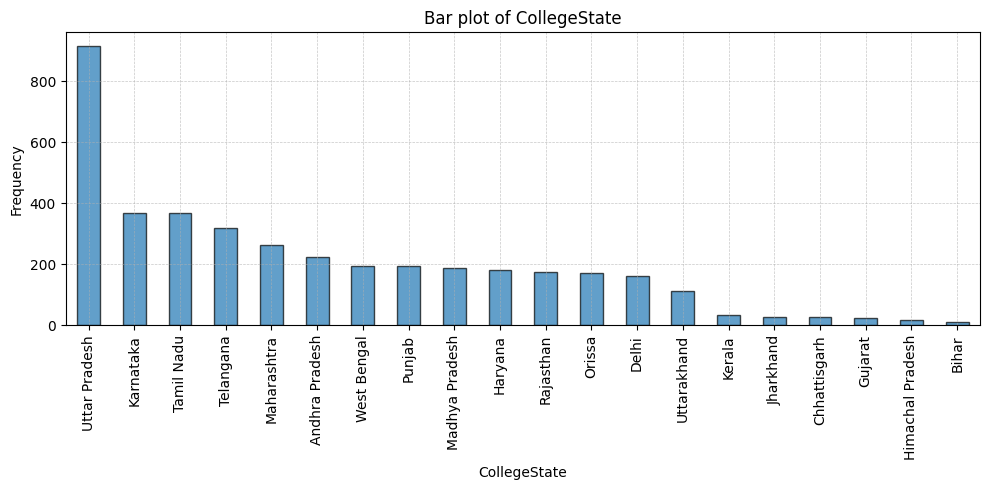 Bar plot of CollegeState
Frequency
800
600
400
200
0
Uttar Pradesh
Karnataka
Tamil Nadu
Telangana
Maharashtra
Andhra Pradesh
West Bengal
Punjab
Madhya Pradesh
Haryana
Rajasthan
Orissa
Delhi
Uttarakhand
Kerala
Jharkhand
Chhattisgarh
Gujarat
Himachal Pradesh
Bihar
CollegeState